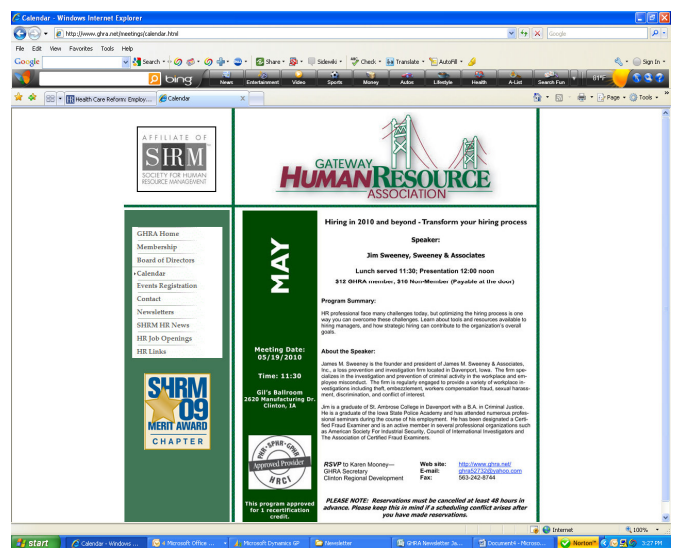 Calendar - Windows Internet Explorer
http://www.ghra.net/meetings/calendar.html
Google
File Edit View Favorites Tools Help
Google
Search
Share
Sidewiki
Check
Translate
AutoFill
Sign In
bing
News
Entertainment
Video
Sports
Money
Autos
Lifestyle
Health
A-List
Search Fun
81°F
Health Care Reform: Employ...
Calendar
X
Page
Tools
AFFILIATE OF
SHRM
SOCIETY FOR HUMAN
RESOURCE MANAGEMENT
GATEWAY
HUMAN RESOURCE
ASSOCIATION
GHRA Home
Membership
Board of Directors
Calendar
Events Registration
Contact
Newsletters
SHRM HR News
HR Job Openings
HR Links
SHRM
09
MERIT AWARD
CHAPTER
MAY
Meeting Date:
05/19/2010
Time: 11:30
Gil's Ballroom
2620 Manufacturing Dr.
Clinton, IA
PHR · SPHR · GPHR
Approved Provider
HRCI
This program approved
for 1 recertification
credit.
Hiring in 2010 and beyond - Transform your hiring process
Speaker:
Jim Sweeney, Sweeney & Associates
Lunch served 11:30; Presentation 12:00 noon
$12 GHRA member, $16 Non-Member (Payable at the door)
Program Summary:
HR professional face many challenges today, but optimizing the hiring process is one
way you can overcome these challenges. Learn about tools and resources available to
hiring managers, and how strategic hiring can contribute to the organization's overall
goals.
About the Speaker:
James M. Sweeney is the founder and president of James M. Sweeney & Associates,
Inc., a loss prevention and investigation firm located in Davenport, Iowa. The firm spe-
cializes in the investigation and prevention of criminal activity in the workplace and em-
ployee misconduct. The firm is regularly engaged to provide a variety of workplace in-
vestigations including theft, embezzlement, workers compensation fraud, sexual harass-
ment, discrimination, and conflict of interest.
Jim is a graduate of St. Ambrose College in Davenport with a B.A. in Criminal Justice.
He is a graduate of the Iowa State Police Academy and has attended numerous profes-
sional seminars during the course of his employment. He has been designated a Certi-
fied Fraud Examiner and is an active member in several professional organizations such
as American Society For Industrial Security, Council of International Investigators and
The Association of Certified Fraud Examiners.
RSVP to Karen Mooney—
GHRA Secretary
Clinton Regional Development
Web site: http://www.ghra.net/
E-mail: ghra52732@yahoo.com
Fax: 563-242-8744
PLEASE NOTE: Reservations must be cancelled at least 48 hours in
advance. Please keep this in mind if a scheduling conflict arises after
you have made reservations.
Internet
100%
start
Calendar - Windows ...
4 Microsoft Office ...
Microsoft Dynamics GP
Newsletter
GHRA Newsletter Ja...
Document4 - Micros...
Norton
3:27 PM